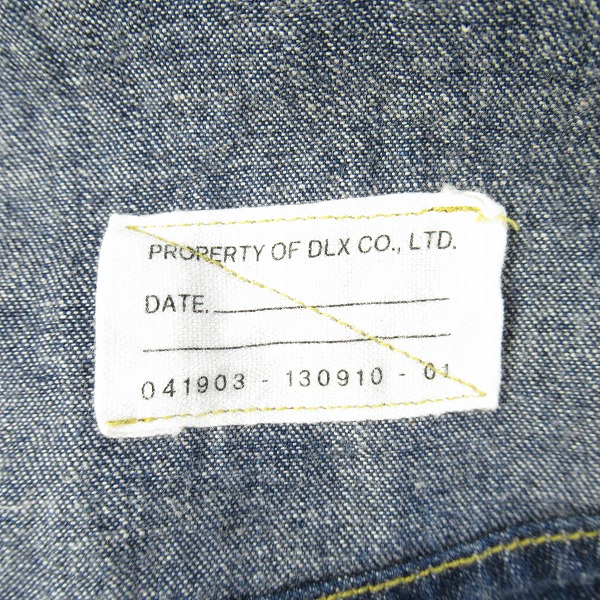 PROPERTY OF DLX CO., LTD.
DATE.
041903 - 130910 - 01